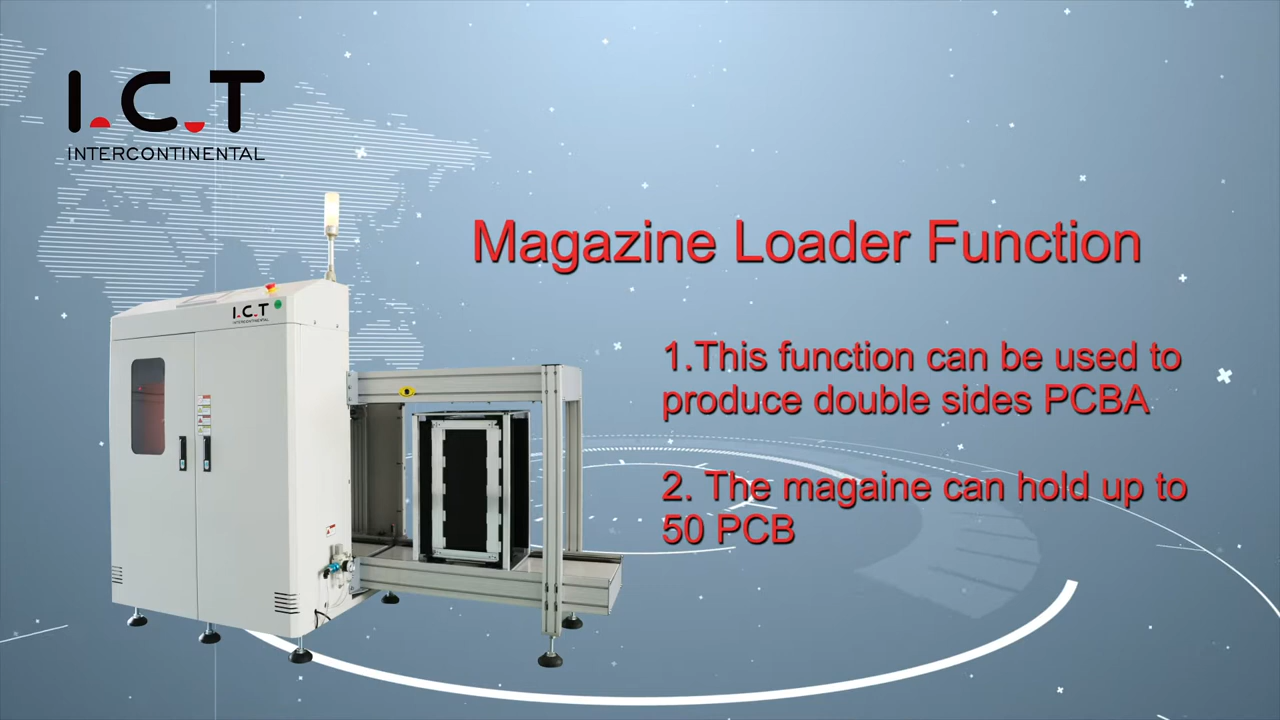 I.C.T
INTERCONTINENTAL
Magazine Loader Function
I.C.T
INTERCONTINENTAL
1.This function can be used to
produce double sides PCBA
2. The magaine can hold up to
50 PCB